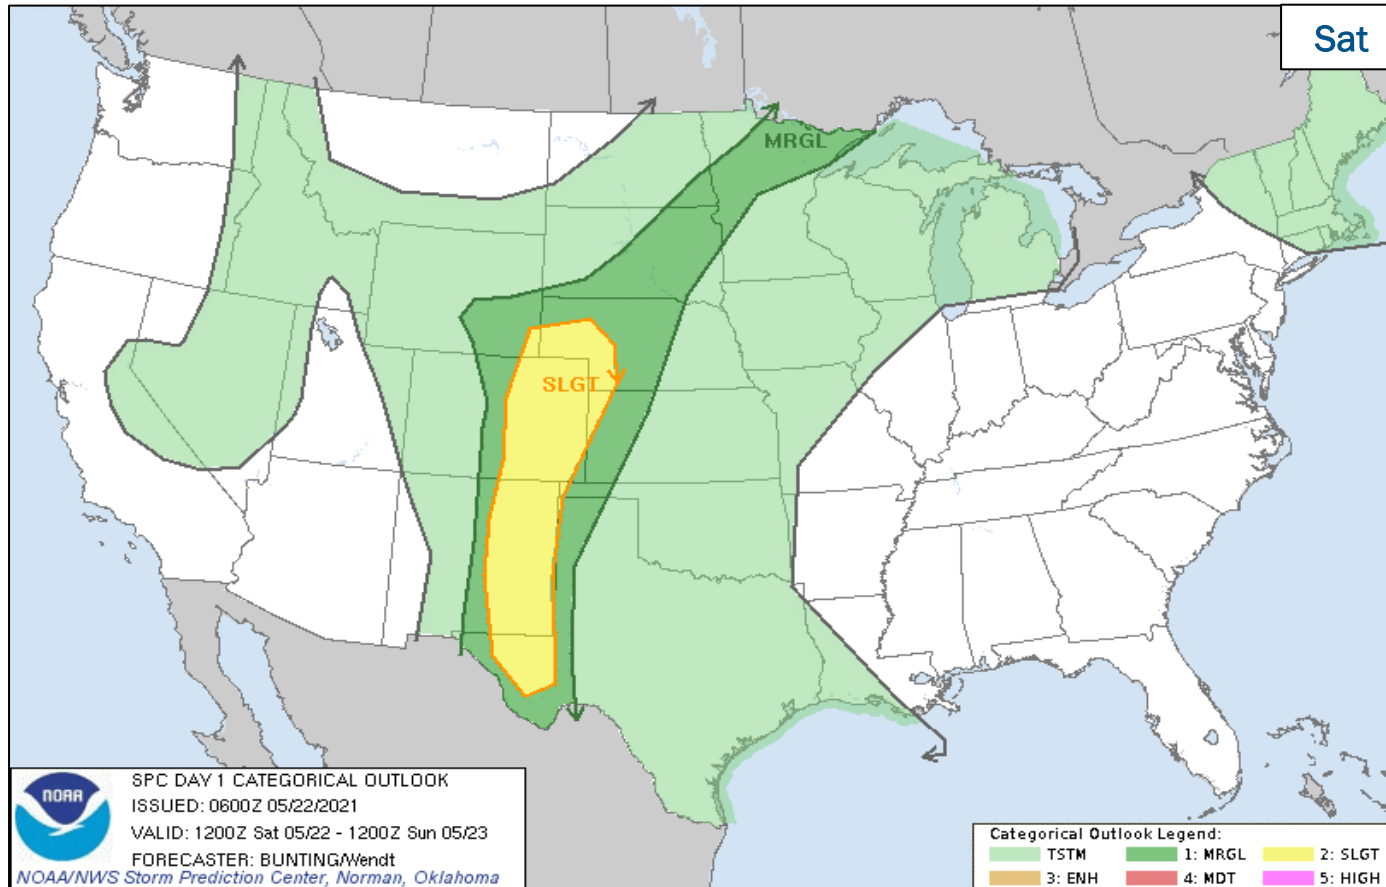 Sat
MRGL
SLGT
NOAA
SPC DAY 1 CATEGORICAL OUTLOOK
ISSUED: 0600Z 05/22/2021
VALID: 1200Z Sat 05/22 - 1200Z Sun 05/23
FORECASTER: BUNTING/Wendt
NOAA/NWS Storm Prediction Center, Norman, Oklahoma
Categorical Outlook Legend:
TSTM 1: MRGL 2: SLGT
3: ENH 4: MDT 5: HIGH